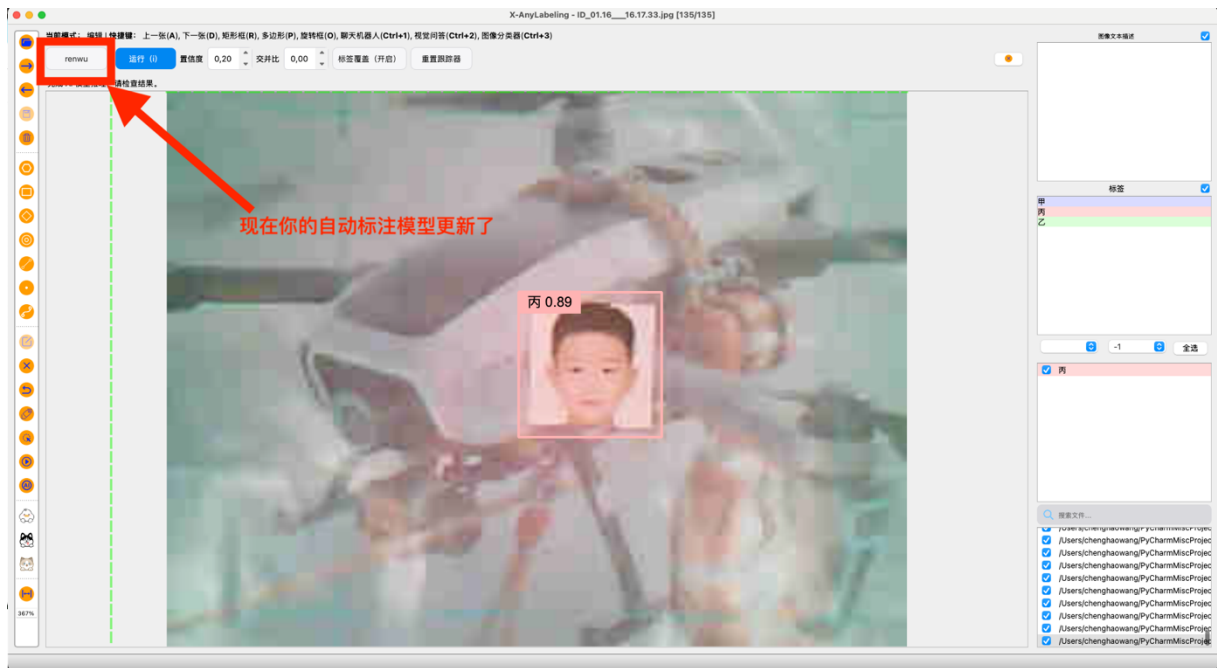 X-AnyLabeling - ID_01.16___16.17.33.jpg [135/135]
当前模式: 编辑 | 快捷键: 上一张(A), 下一张(D), 矩形框(R), 多边形(P), 旋转框(O), 聊天机器人(Ctrl+1), 视觉问答(Ctrl+2), 图像分类器(Ctrl+3)
renwu
运行 (i)
置信度
0,20
交并比
0,00
标签覆盖 (开启)
重置跟踪器
请检查结果。
现在你的自动标注模型更新了
丙 0.89
367%
图像文本描述
标签
甲
丙
乙
-1
全选
丙
搜索文件...
/Users/chenghaowang/PyCharmMiscProjec
/Users/chenghaowang/PyCharmMiscProjec
/Users/chenghaowang/PyCharmMiscProjec
/Users/chenghaowang/PyCharmMiscProjec
/Users/chenghaowang/PyCharmMiscProjec
/Users/chenghaowang/PyCharmMiscProjec
/Users/chenghaowang/PyCharmMiscProjec
/Users/chenghaowang/PyCharmMiscProjec
/Users/chenghaowang/PyCharmMiscProjec
/Users/chenghaowang/PyCharmMiscProjec